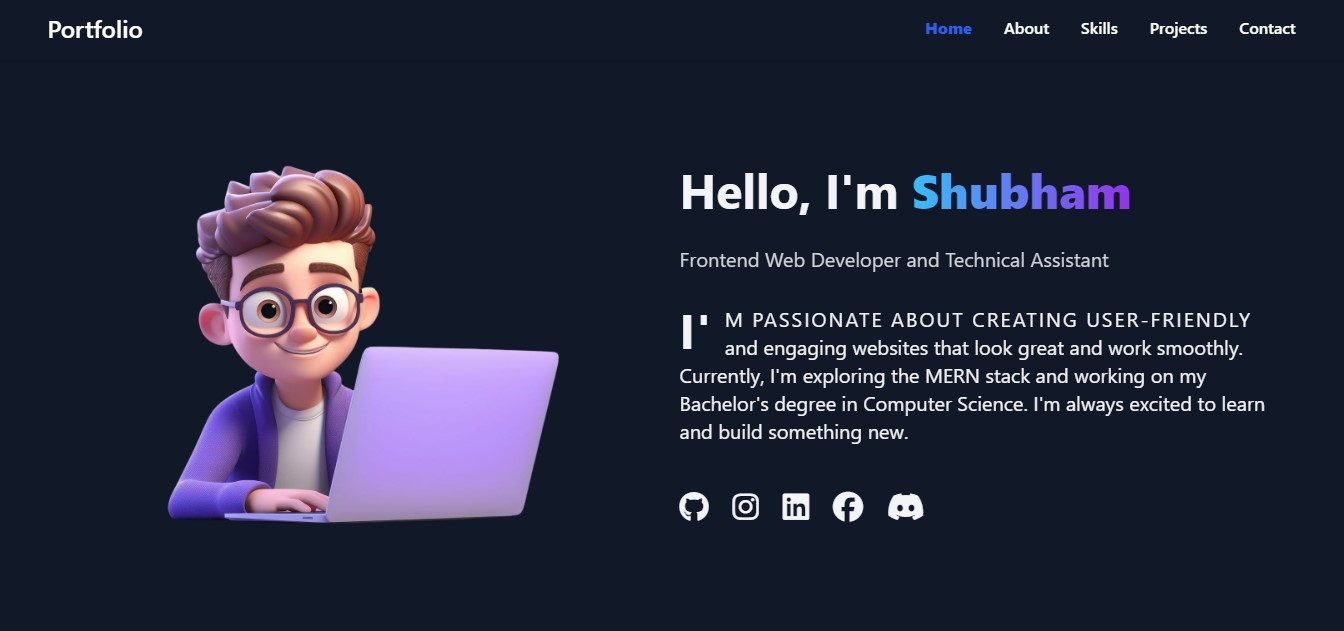 Portfolio
Home About Skills Projects Contact
Hello, I'm Shubham
Frontend Web Developer and Technical Assistant
I'M PASSIONATE ABOUT CREATING USER-FRIENDLY
and engaging websites that look great and work smoothly.
Currently, I'm exploring the MERN stack and working on my
Bachelor's degree in Computer Science. I'm always excited to learn
and build something new.
in